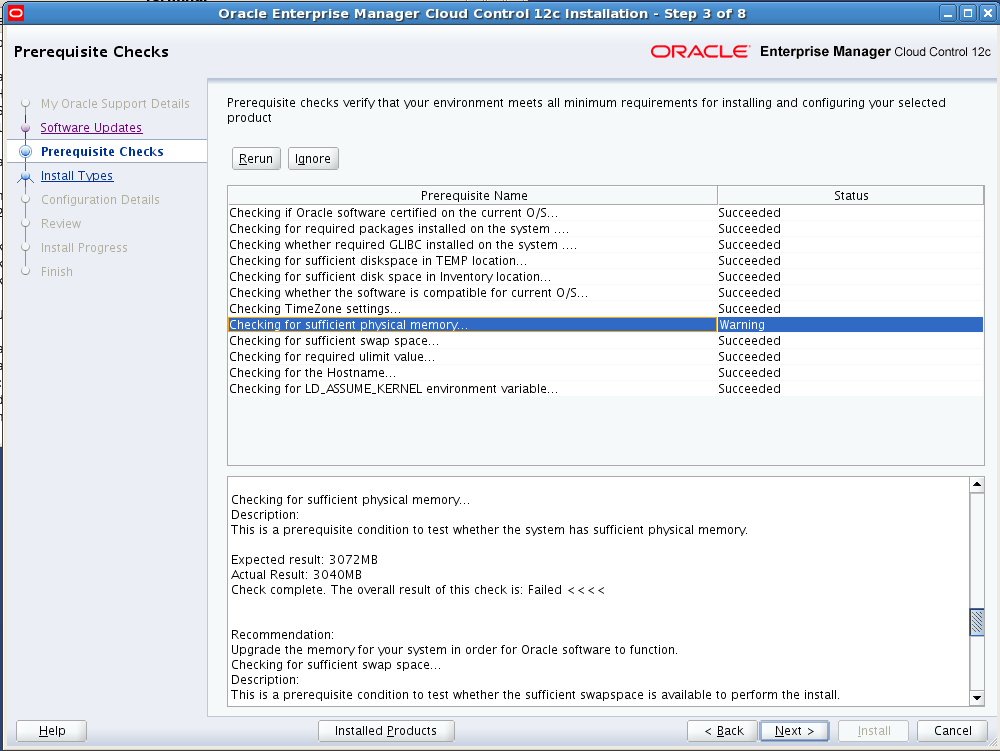 Oracle Enterprise Manager Cloud Control 12c Installation - Step 3 of 8
Prerequisite Checks
ORACLE Enterprise Manager Cloud Control 12c
My Oracle Support Details
Software Updates
Prerequisite Checks
Install Types
Configuration Details
Review
Install Progress
Finish
Prerequisite checks verify that your environment meets all minimum requirements for installing and configuring your selected
product
Rerun Ignore
Prerequisite Name Status
Checking if Oracle software certified on the current O/S... Succeeded
Checking for required packages installed on the system .... Succeeded
Checking whether required GLIBC installed on the system .... Succeeded
Checking for sufficient diskspace in TEMP location... Succeeded
Checking for sufficient disk space in Inventory location... Succeeded
Checking whether the software is compatible for current O/S... Succeeded
Checking TimeZone settings... Succeeded
Checking for sufficient physical memory... Warning
Checking for sufficient swap space... Succeeded
Checking for required ulimit value... Succeeded
Checking for the Hostname... Succeeded
Checking for LD_ASSUME_KERNEL environment variable... Succeeded
Checking for sufficient physical memory...
Description:
This is a prerequisite condition to test whether the system has sufficient physical memory.
Expected result: 3072MB
Actual Result: 3040MB
Check complete. The overall result of this check is: Failed <<<<
Recommendation:
Upgrade the memory for your system in order for Oracle software to function.
Checking for sufficient swap space...
Description:
This is a prerequisite condition to test whether the sufficient swapspace is available to perform the install.
Help Installed Products < Back Next > Install Cancel